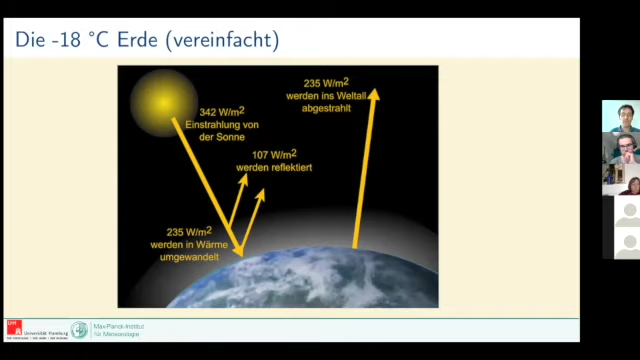 Die -18 °C Erde (vereinfacht)
342 W/m2
Einstrahlung von
der Sonne
235 W/m2
werden ins Weltall
abgestrahlt
107 W/m2
werden reflektiert
235 W/m2
werden in Wärme
umgewandelt
Universität Hamburg
Max-Planck-Institut
für Meteorologie